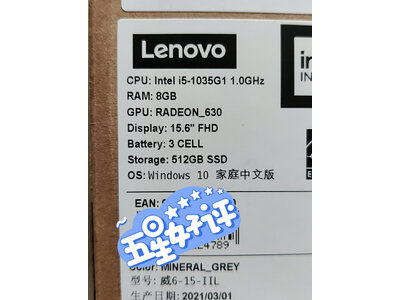 Lenovo
CPU: Intel i5-1035G1 1.0GHz
RAM: 8GB
GPU: RADEON_630
Display: 15.6" FHD
Battery: 3 CELL
Storage: 512GB SSD
OS: Windows 10 家庭中文版
EAN:
五星好评
24789
Color: MINERAL_GREY
型名: 威6-15-IIL
生产日期 2021/03/01